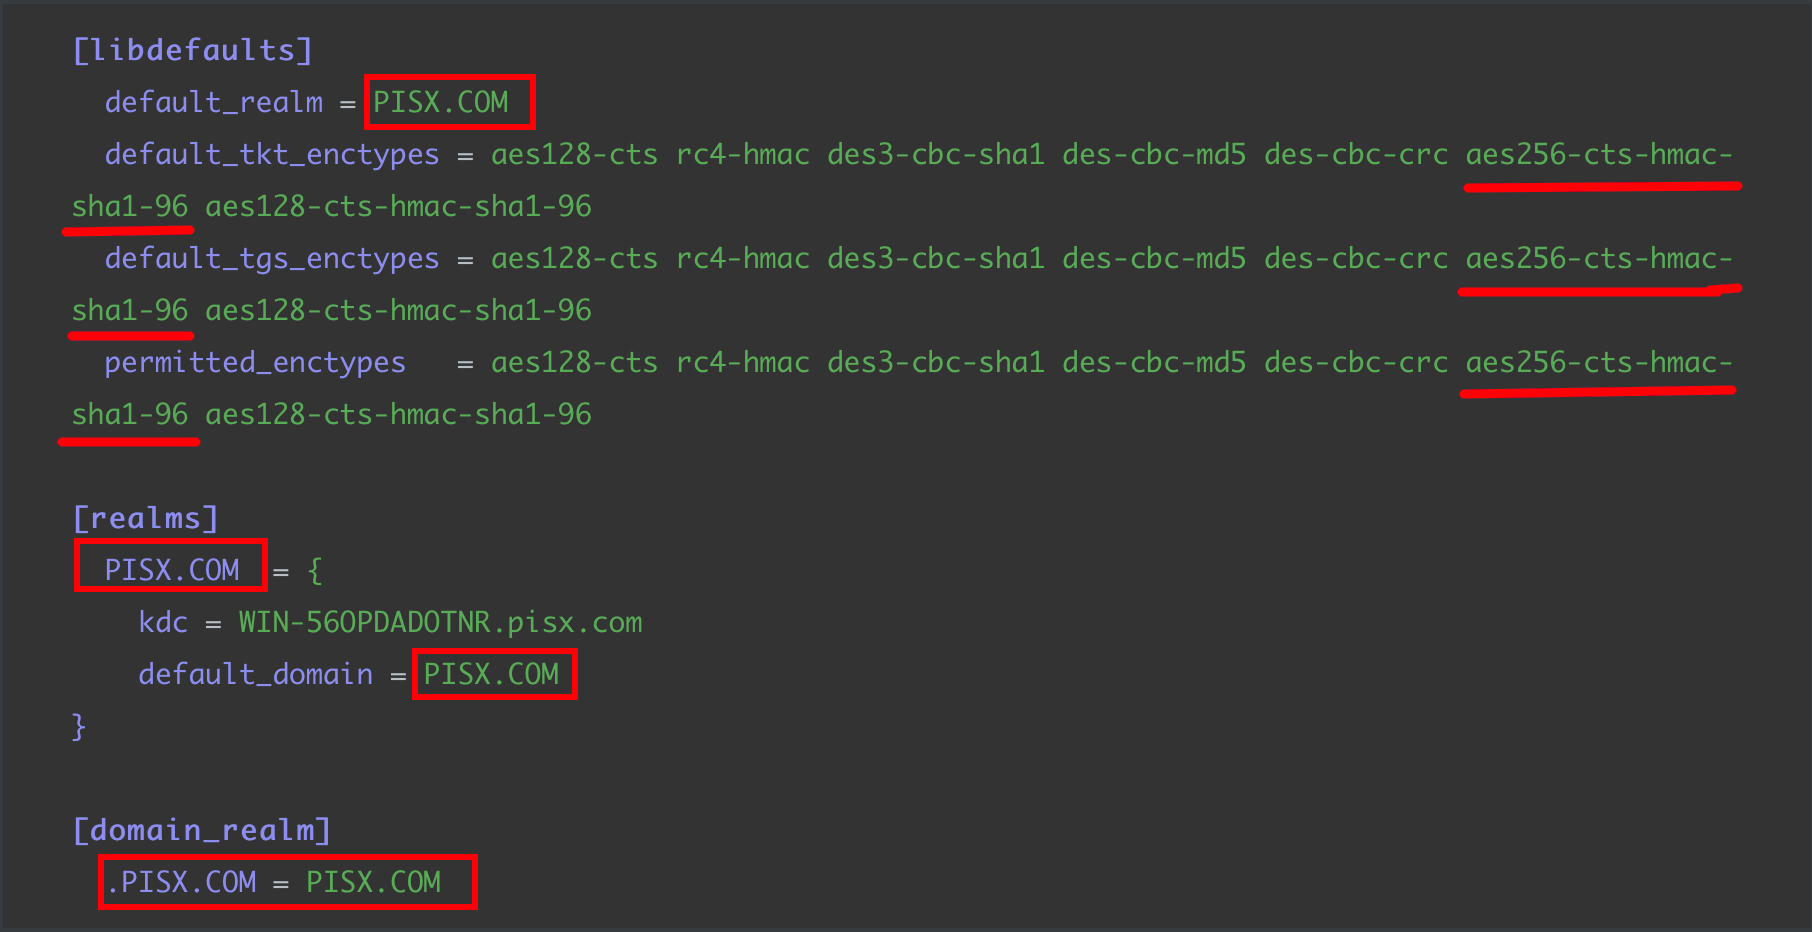 [libdefaults]
default_realm = PISX.COM
default_tkt_enctypes = aes128-cts rc4-hmac des3-cbc-sha1 des-cbc-md5 des-cbc-crc aes256-cts-hmac-
sha1-96 aes128-cts-hmac-sha1-96
default_tgs_enctypes = aes128-cts rc4-hmac des3-cbc-sha1 des-cbc-md5 des-cbc-crc aes256-cts-hmac-
sha1-96 aes128-cts-hmac-sha1-96
permitted_enctypes   = aes128-cts rc4-hmac des3-cbc-sha1 des-cbc-md5 des-cbc-crc aes256-cts-hmac-
sha1-96 aes128-cts-hmac-sha1-96
[realms]
PISX.COM = {
kdc = WIN-56OPDADOTNR.pisx.com
default_domain = PISX.COM
}
[domain_realm]
.PISX.COM = PISX.COM